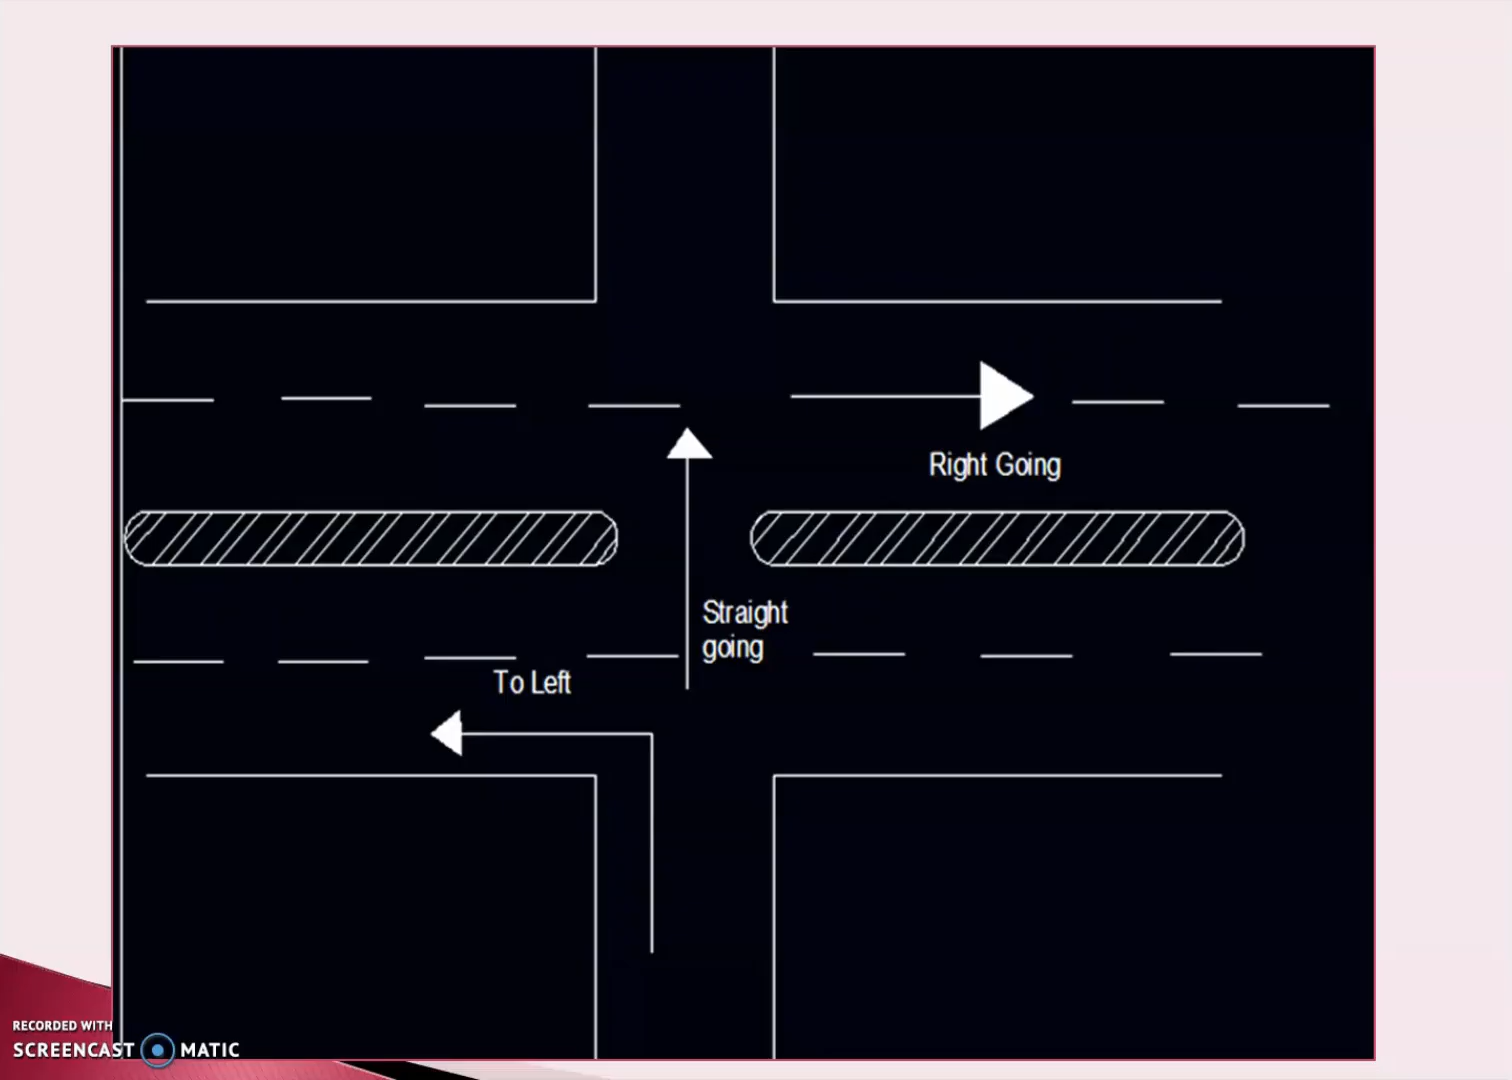 Right Going
Straight
going
To Left
RECORDED WITH
SCREENCAST MATIC